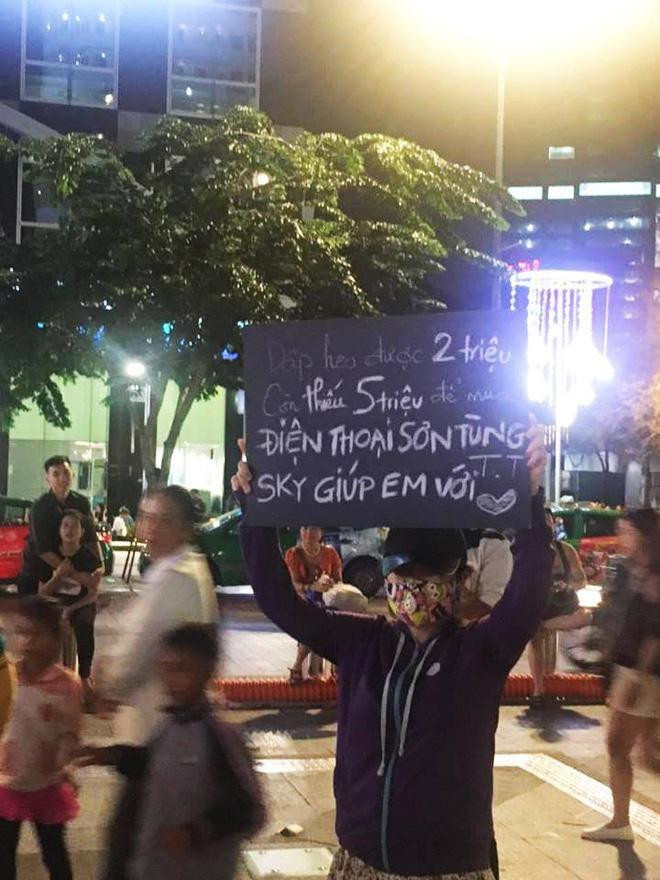 Đập heo được 2 triệu
Còn thiếu 5 triệu để mua
ĐIỆN THOẠI SƠN TÙNG
T.T
SKY GIÚP EM VỚI